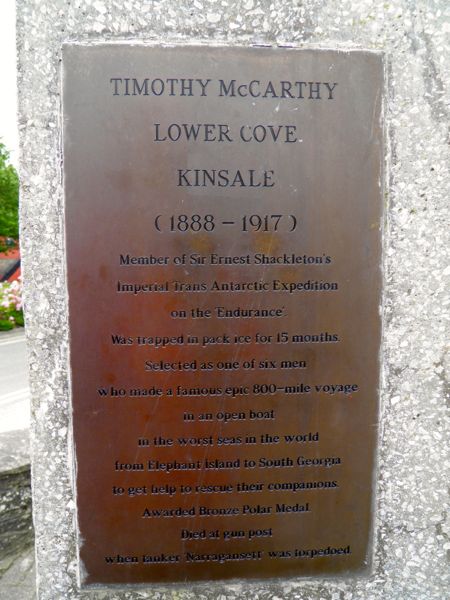 TIMOTHY McCARTHY
LOWER COVE
KINSALE
( 1888 – 1917 )
Member of Sir Ernest Shackleton's
Imperial Trans Antarctic Expedition
on the 'Endurance'
Was trapped in pack ice for 15 months.
Selected as one of six men
who made a famous epic 800-mile voyage
in an open boat
in the worst seas in the world
from Elephant Island to South Georgia
to get help to rescue their companions.
Awarded Bronze Polar Medal.
Died at gun post
when tanker 'Narragansett' was torpedoed.